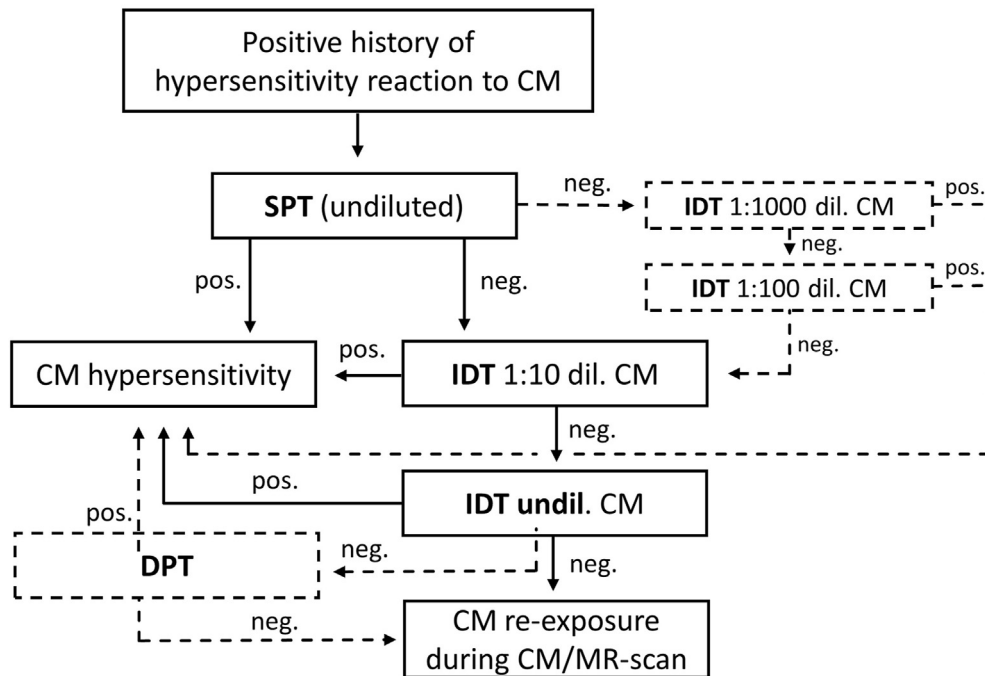 Positive history of
hypersensitivity reaction to CM
neg.
pos.
SPT (undiluted)
IDT 1:1000 dil. CM
neg.
pos.
pos.
neg.
IDT 1:100 dil. CM
neg.
pos.
CM hypersensitivity
IDT 1:10 dil. CM
neg.
pos.
IDT undil. CM
pos.
neg.
DPT
neg.
neg.
CM re-exposure
during CM/MR-scan